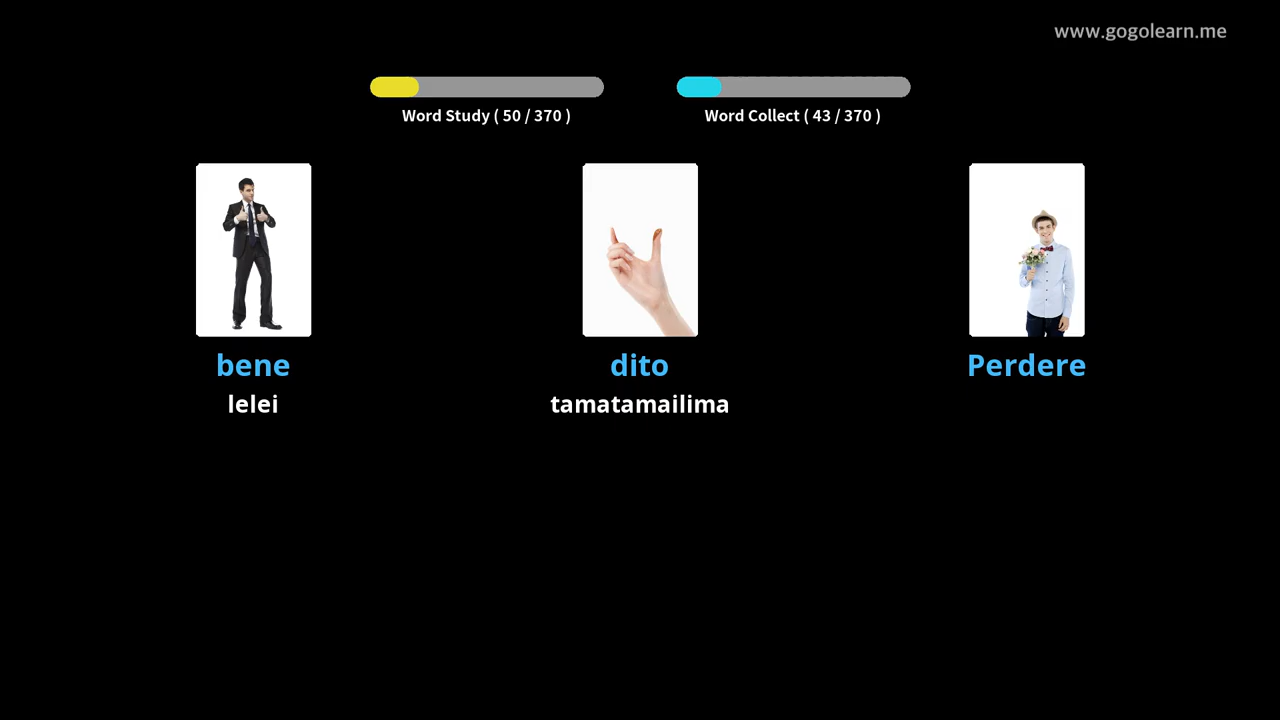 www.gogolearn.me
Word Study ( 50 / 370 )
Word Collect ( 43 / 370 )
bene
lelei
dito
tamatamailima
Perdere